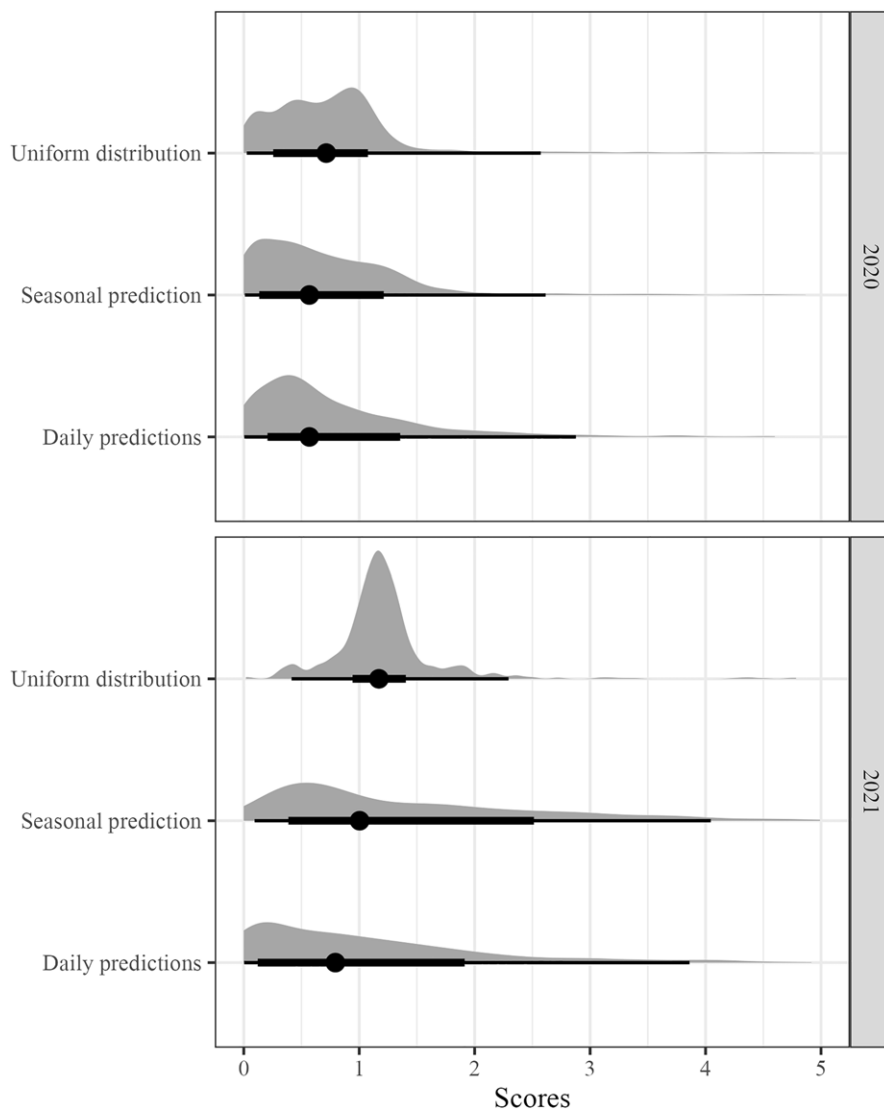 Uniform distribution
Seasonal prediction
Daily predictions
2020
Uniform distribution
Seasonal prediction
Daily predictions
2021
0 1 2 3 4 5
Scores